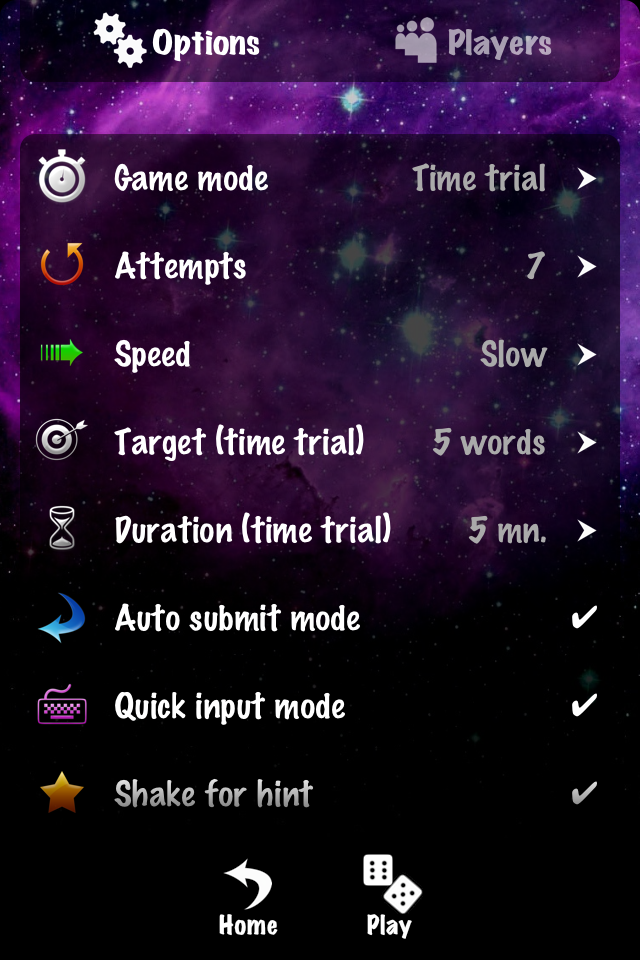 Options Players
Game mode Time trial
Attempts 7
Speed Slow
Target (time trial) 5 words
Duration (time trial) 5 mn.
Auto submit mode
Quick input mode
Shake for hint
Home Play